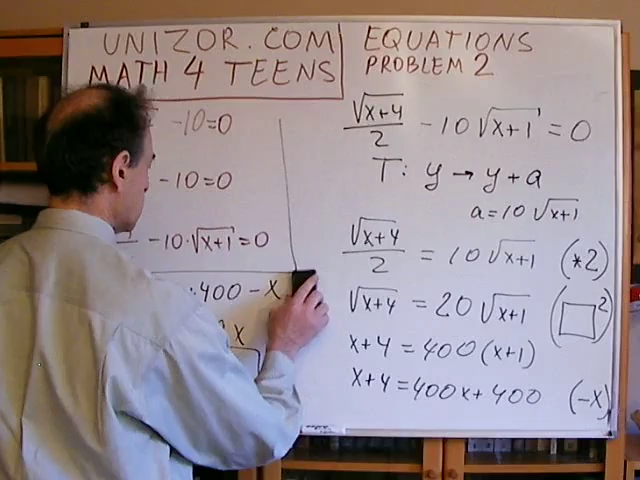 UNIZOR.COM
MATH 4 TEENS
EQUATIONS
PROBLEM 2
-10=0
-10=0
-10·√x+1=0
400-x
x
√x+4/2 - 10√x+1 = 0
T: y → y+a
a=10√x+1
√x+4/2 = 10√x+1 (*2)
√x+4 = 20√x+1 (□²)
x+4=400(x+1)
x+4=400x+400 (-x)